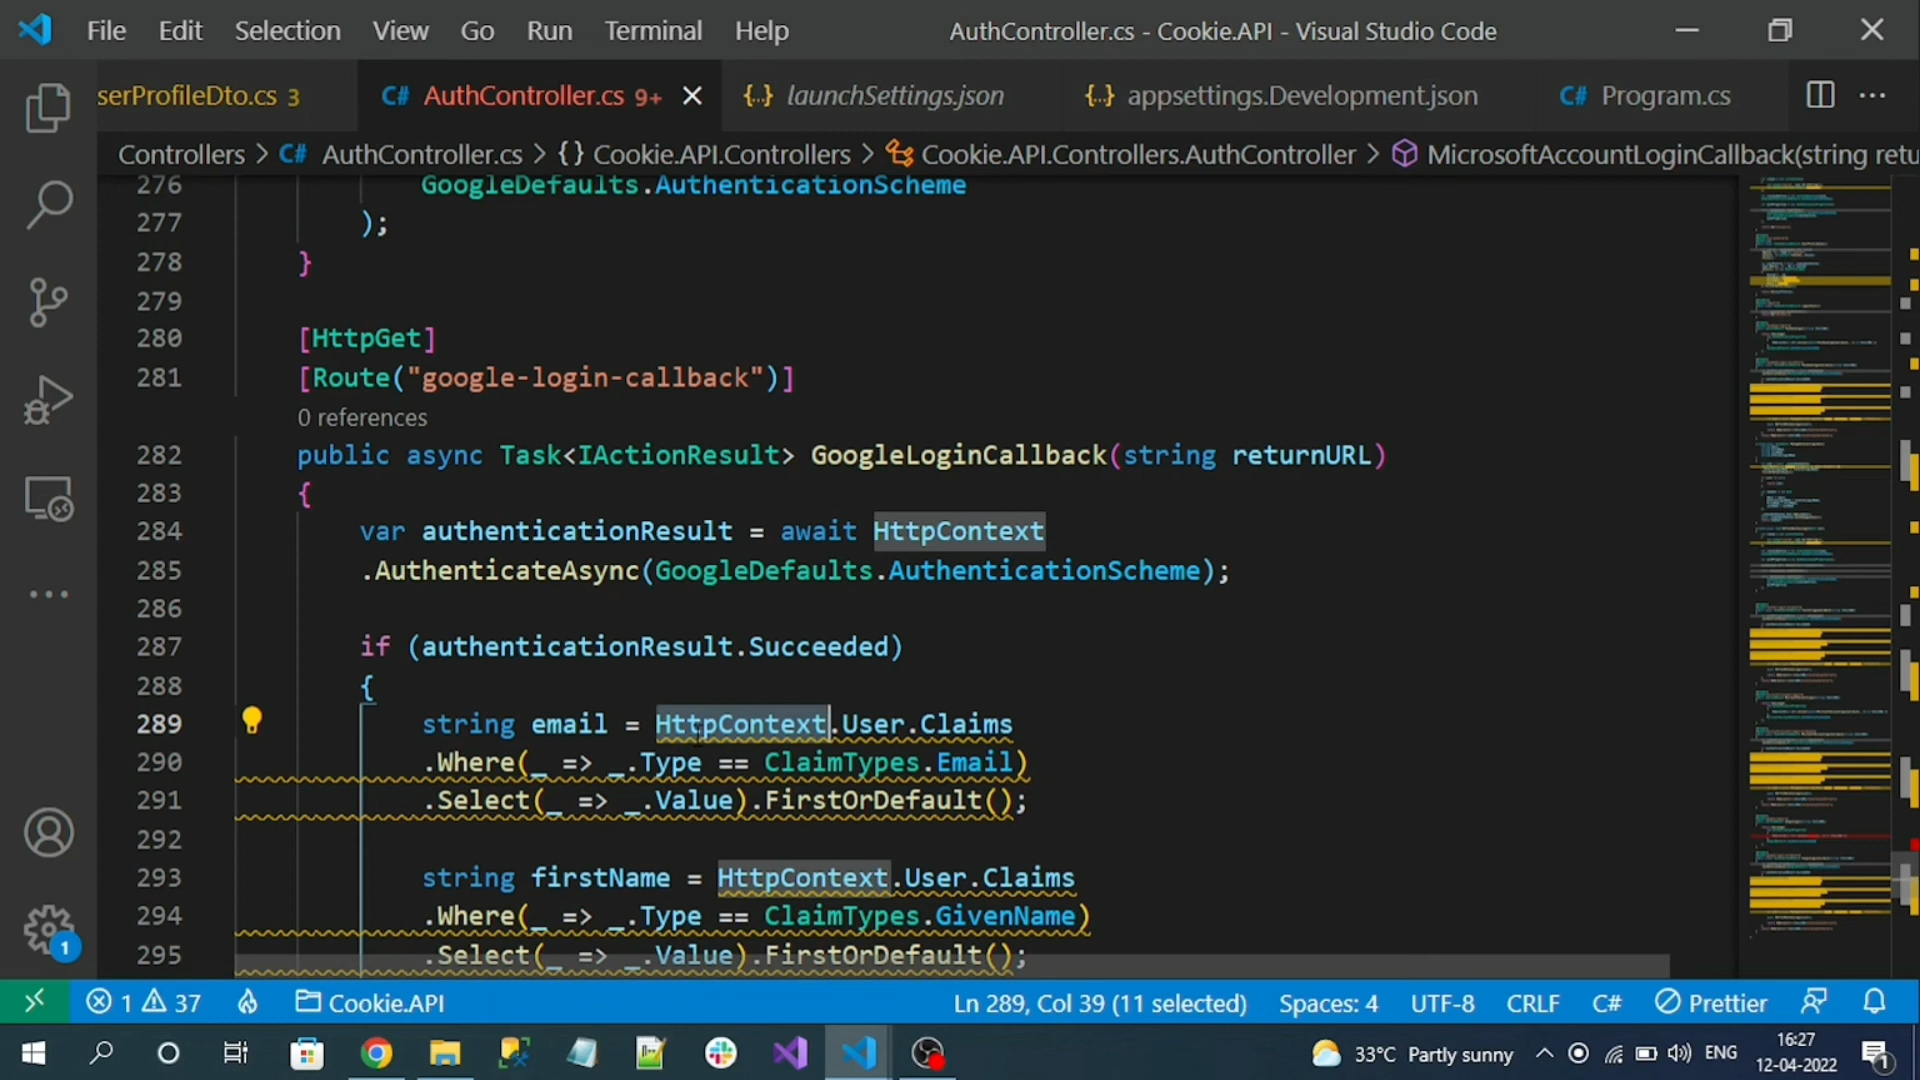 File Edit Selection View Go Run Terminal Help AuthController.cs - Cookie.API - Visual Studio Code
serProfileDto.cs 3 C# AuthController.cs 9+ {..} launchSettings.json {..} appsettings.Development.json C# Program.cs
Controllers > C# AuthController.cs > {} Cookie.API.Controllers > Cookie.API.Controllers.AuthController > MicrosoftAccountLoginCallback(string retu
276 GoogleDefaults.AuthenticationScheme
277 );
278 }
279
280 [HttpGet]
281 [Route("google-login-callback")]
0 references
282 public async Task<IActionResult> GoogleLoginCallback(string returnURL)
283 {
284 var authenticationResult = await HttpContext
285 .AuthenticateAsync(GoogleDefaults.AuthenticationScheme);
286
287 if (authenticationResult.Succeeded)
288 {
289 string email = HttpContext.User.Claims
290 .Where(_ => _.Type == ClaimTypes.Email)
291 .Select(_ => _.Value).FirstOrDefault();
292
293 string firstName = HttpContext.User.Claims
294 .Where(_ => _.Type == ClaimTypes.GivenName)
295 .Select(_ => _.Value).FirstOrDefault();
1
1 37 Cookie.API Ln 289, Col 39 (11 selected) Spaces: 4 UTF-8 CRLF C# Prettier
33°C Partly sunny ENG 16:27
12-04-2022 1